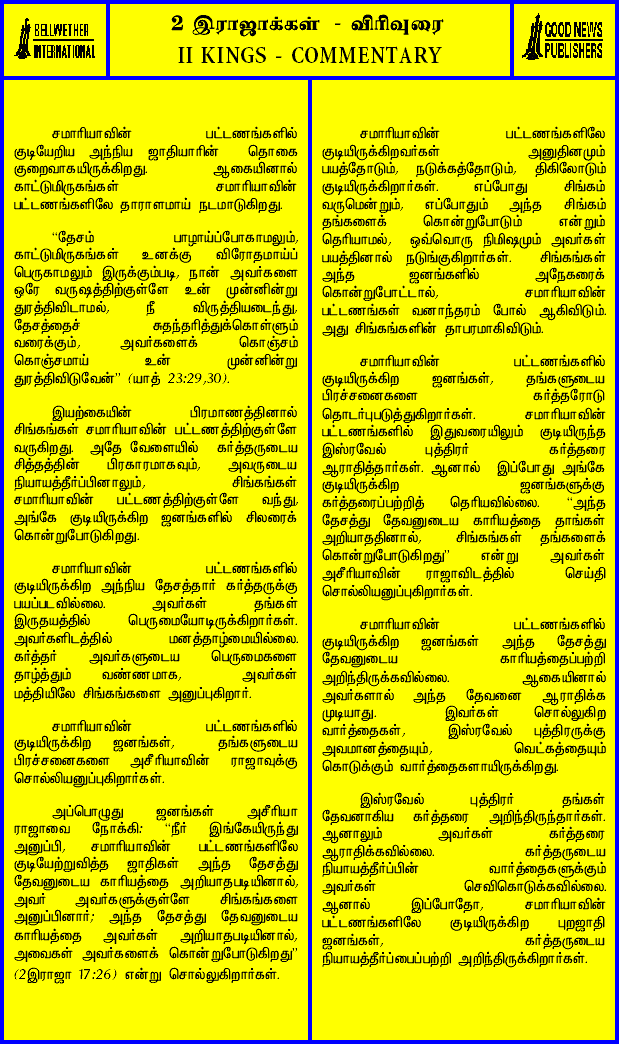 BELLWETHER
INTERNATIONAL
2 இராஜாக்கள் - விரிவுரை
II KINGS - COMMENTARY
GOOD NEWS
PUBLISHERS
சமாரியாவின் பட்டணங்களில்
குடியேறிய அந்நிய ஜாதியாரின் தொகை
குறைவாகயிருக்கிறது. ஆகையினால்
காட்டுமிருகங்கள் சமாரியாவின்
பட்டணங்களிலே தாராளமாய் நடமாடுகிறது.
“தேசம் பாழாய்ப்போகாமலும்,
காட்டுமிருகங்கள் உனக்கு விரோதமாய்ப்
பெருகாமலும் இருக்கும்படி, நான் அவர்களை
ஒரே வருஷத்திற்குள்ளே உன் முன்னின்று
துரத்திவிடாமல், நீ விருத்தியடைந்து,
தேசத்தைச் சுதந்தரித்துக்கொள்ளும்
வரைக்கும், அவர்களைக் கொஞ்சம்
கொஞ்சமாய் உன் முன்னின்று
துரத்திவிடுவேன்” (யாத் 23:29,30).
இயற்கையின் பிரமாணத்தினால்
சிங்கங்கள் சமாரியாவின் பட்டணத்திற்குள்ளே
வருகிறது. அதே வேளையில் கர்த்தருடைய
சித்தத்தின் பிரகாரமாகவும், அவருடைய
நியாயத்தீர்ப்பினாலும், சிங்கங்கள்
சமாரியாவின் பட்டணத்திற்குள்ளே வந்து,
அங்கே குடியிருக்கிற ஜனங்களில் சிலரைக்
கொன்றுபோடுகிறது.
சமாரியாவின் பட்டணங்களில்
குடியிருக்கிற அந்நிய தேசத்தார் கர்த்தருக்கு
பயப்படவில்லை. அவர்கள் தங்கள்
இருதயத்தில் பெருமையோடிருக்கிறார்கள்.
அவர்களிடத்தில் மனத்தாழ்மையில்லை.
கர்த்தர் அவர்களுடைய பெருமைகளை
தாழ்த்தும் வண்ணமாக, அவர்கள்
மத்தியிலே சிங்கங்களை அனுப்புகிறார்.
சமாரியாவின் பட்டணங்களில்
குடியிருக்கிற ஜனங்கள், தங்களுடைய
பிரச்சனைகளை அசீரியாவின் ராஜாவுக்கு
சொல்லியனுப்புகிறார்கள்.
அப்பொழுது ஜனங்கள் அசீரியா
ராஜாவை நோக்கி: “நீர் இங்கேயிருந்து
அனுப்பி, சமாரியாவின் பட்டணங்களிலே
குடியேற்றுவித்த ஜாதிகள் அந்த தேசத்து
தேவனுடைய காரியத்தை அறியாதபடியினால்,
அவர் அவர்களுக்குள்ளே சிங்கங்களை
அனுப்பினார்; அந்த தேசத்து தேவனுடைய
காரியத்தை அவர்கள் அறியாதபடியினால்,
அவைகள் அவர்களைக் கொன்றுபோடுகிறது”
(2இராஜா 17:26) என்று சொல்லுகிறார்கள்.
சமாரியாவின் பட்டணங்களிலே
குடியிருக்கிறவர்கள் அனுதினமும்
பயத்தோடும், நடுக்கத்தோடும், திகிலோடும்
குடியிருக்கிறார்கள். எப்போது சிங்கம்
வருமென்றும், எப்போதும் அந்த சிங்கம்
தங்களைக் கொன்றுபோடும் என்றும்
தெரியாமல், ஒவ்வொரு நிமிஷமும் அவர்கள்
பயத்தினால் நடுங்குகிறார்கள். சிங்கங்கள்
அந்த ஜனங்களில் அநேகரைக்
கொன்றுபோட்டால், சமாரியாவின்
பட்டணங்கள் வனாந்தரம் போல் ஆகிவிடும்.
அது சிங்கங்களின் தாபரமாகிவிடும்.
சமாரியாவின் பட்டணங்களில்
குடியிருக்கிற ஜனங்கள், தங்களுடைய
பிரச்சனைகளை கர்த்தரோடு
தொடர்புபடுத்துகிறார்கள். சமாரியாவின்
பட்டணங்களில் இதுவரையிலும் குடியிருந்த
இஸ்ரவேல் புத்திரர் கர்த்தரை
ஆராதித்தார்கள். ஆனால் இப்போது அங்கே
குடியிருக்கிற ஜனங்களுக்கு
கர்த்தரைப்பற்றித் தெரியவில்லை. “அந்த
தேசத்து தேவனுடைய காரியத்தை தாங்கள்
அறியாததினால், சிங்கங்கள் தங்களைக்
கொன்றுபோடுகிறது” என்று அவர்கள்
அசீரியாவின் ராஜாவிடத்தில் செய்தி
சொல்லியனுப்புகிறார்கள்.
சமாரியாவின் பட்டணங்களில்
குடியிருக்கிற ஜனங்கள் அந்த தேசத்து
தேவனுடைய காரியத்தைப்பற்றி
அறிந்திருக்கவில்லை. ஆகையினால்
அவர்களால் அந்த தேவனை ஆராதிக்க
முடியாது. இவர்கள் சொல்லுகிற
வார்த்தைகள், இஸ்ரவேல் புத்திரருக்கு
அவமானத்தையும், வெட்கத்தையும்
கொடுக்கும் வார்த்தைகளாயிருக்கிறது.
இஸ்ரவேல் புத்திரர் தங்கள்
தேவனாகிய கர்த்தரை அறிந்திருந்தார்கள்.
ஆனாலும் அவர்கள் கர்த்தரை
ஆராதிக்கவில்லை. கர்த்தருடைய
நியாயத்தீர்ப்பின் வார்த்தைகளுக்கும்
அவர்கள் செவிகொடுக்கவில்லை.
ஆனால் இப்போதோ, சமாரியாவின்
பட்டணங்களிலே குடியிருக்கிற புறஜாதி
ஜனங்கள், கர்த்தருடைய
நியாயத்தீர்ப்பைப்பற்றி அறிந்திருக்கிறார்கள்.